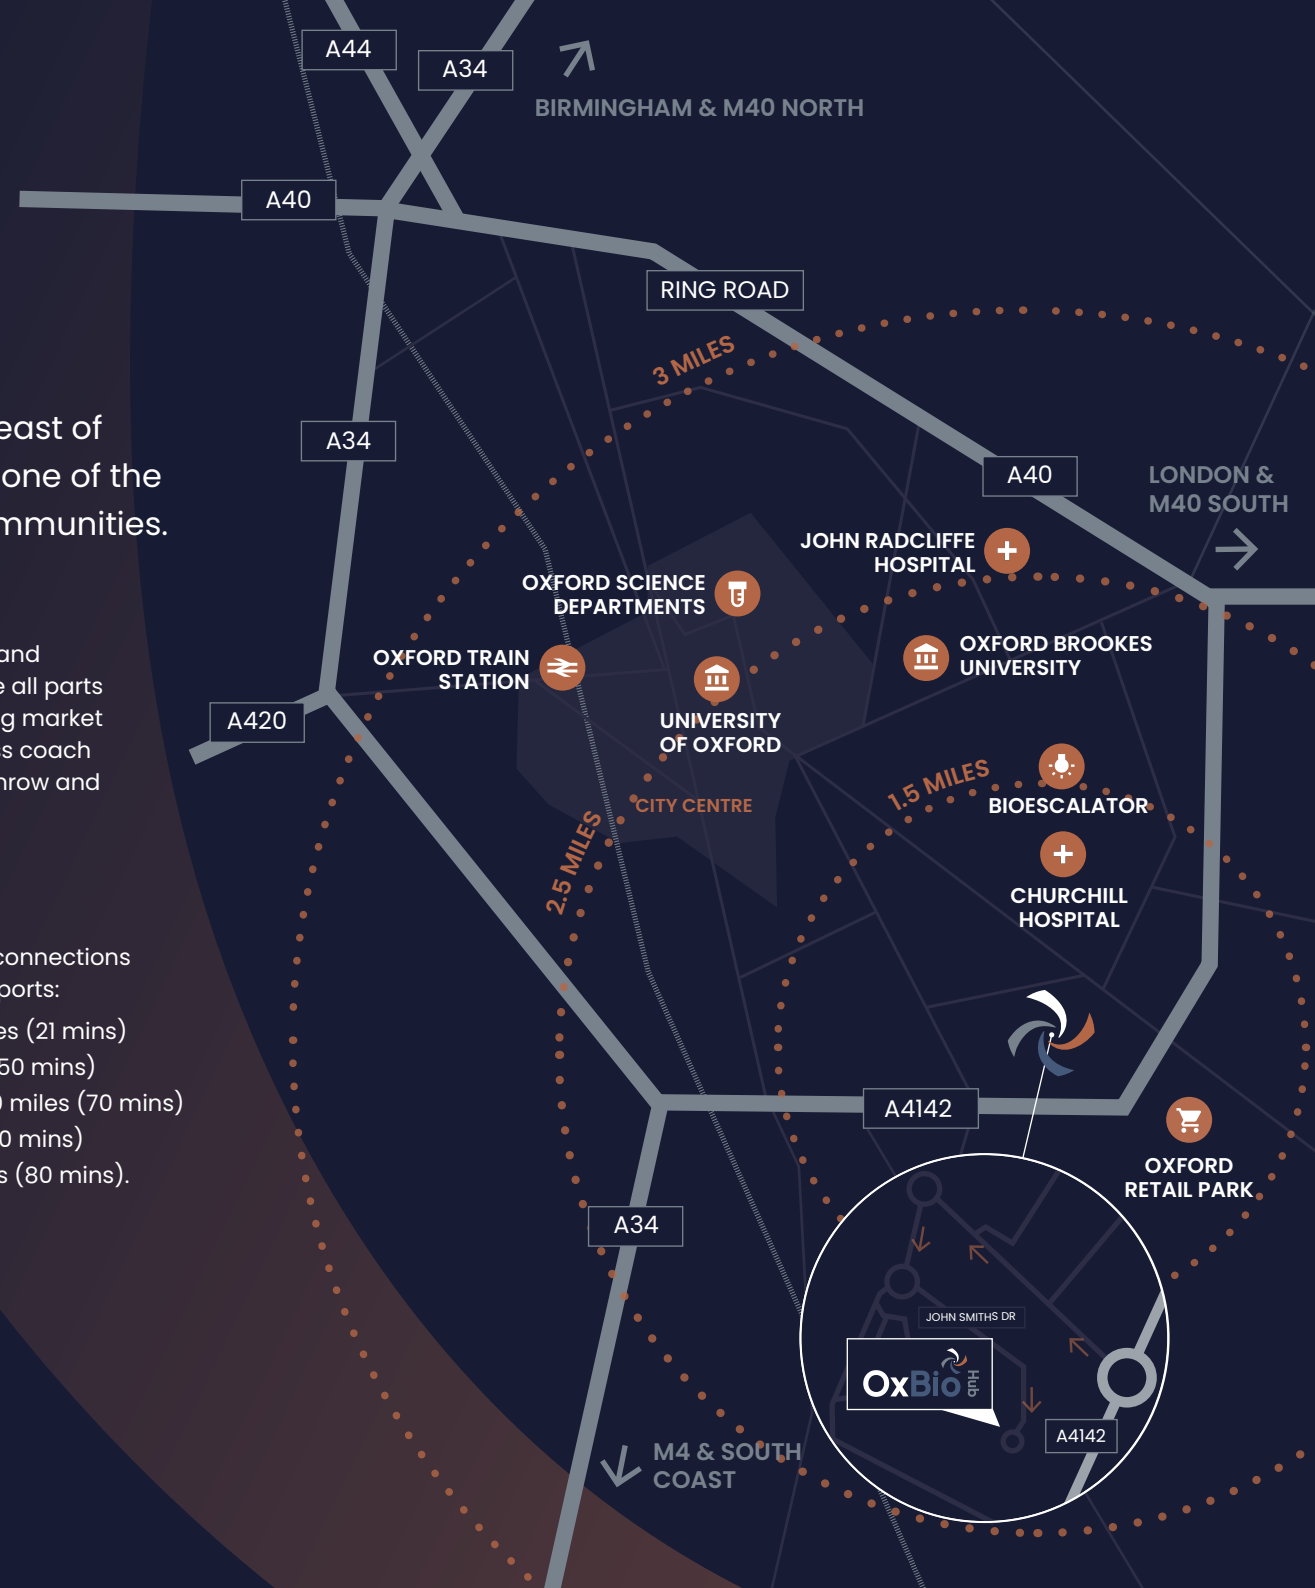 A44
A34
BIRMINGHAM & M40 NORTH
A40
RING ROAD
3 MILES
east of
one of the
mmunities.
A34
A40
LONDON &
M40 SOUTH
JOHN RADCLIFFE
HOSPITAL
OXFORD SCIENCE
DEPARTMENTS
OXFORD BROOKES
UNIVERSITY
OXFORD TRAIN
STATION
and
e all parts
g market
ss coach
hrow and
A420
UNIVERSITY
OF OXFORD
1.5 MILES
BIOESCALATOR
CITY CENTRE
2.5 MILES
CHURCHILL
HOSPITAL
connections
ports:
es (21 mins)
50 mins)
0 miles (70 mins)
0 mins)
s (80 mins).
A4142
OXFORD
RETAIL PARK
A34
JOHN SMITHS DR
OxBio Hub
A4142
M4 & SOUTH
COAST